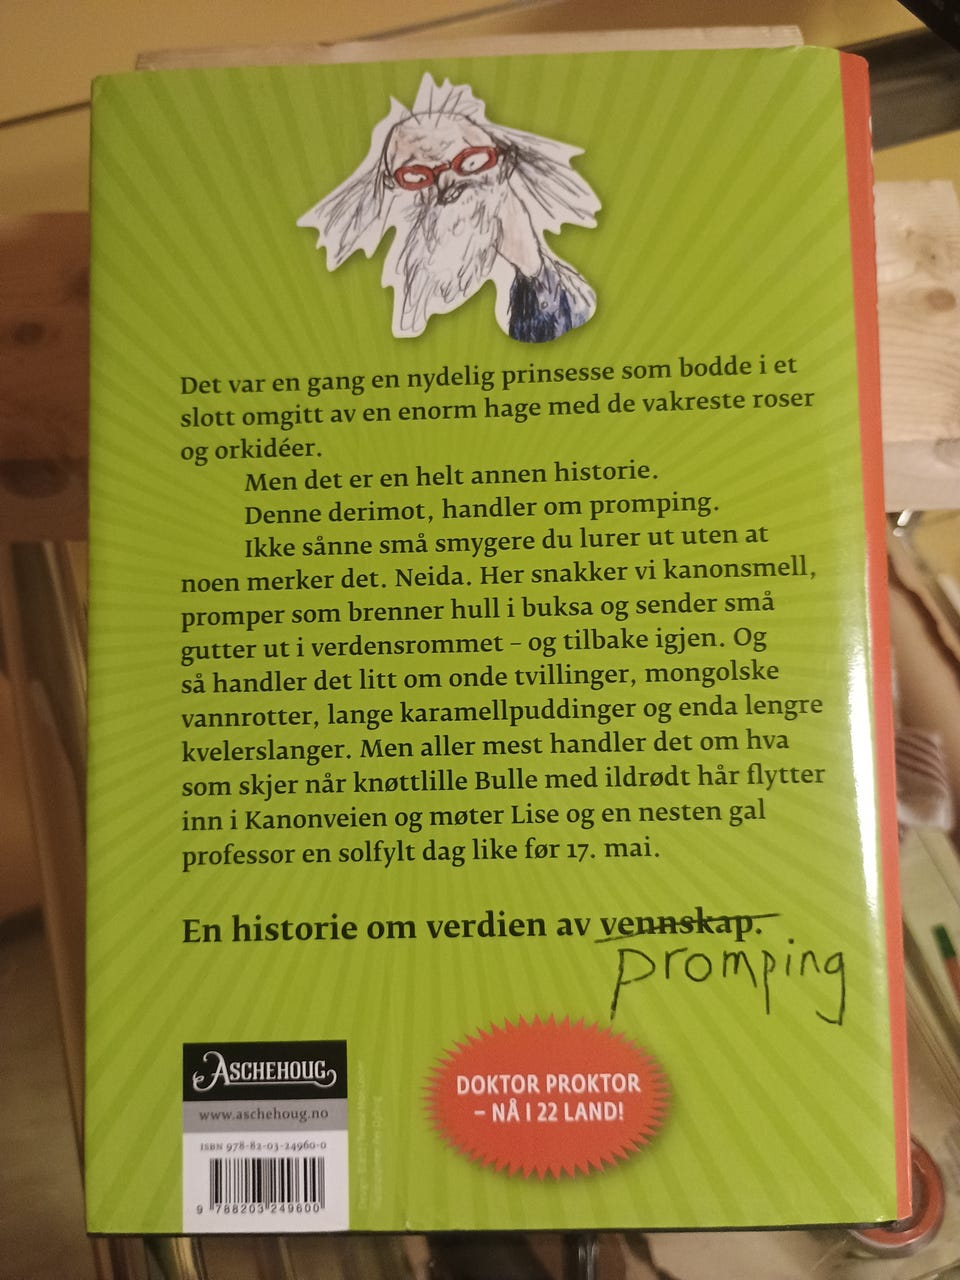 Det var en gang en nydelig prinsesse som bodde i et
slott omgitt av en enorm hage med de vakreste roser
og orkidéer.
Men det er en helt annen historie.
Denne derimot, handler om promping.
Ikke sånne små smygere du lurer ut uten at
noen merker det. Neida. Her snakker vi kanonsmell,
promper som brenner hull i buksa og sender små
gutter ut i verdensrommet – og tilbake igjen. Og
så handler det litt om onde tvillinger, mongolske
vannrotter, lange karamellpuddinger og enda lengre
kvelerslanger. Men aller mest handler det om hva
som skjer når knøttlille Bulle med ildrødt hår flytter
inn i Kanonveien og møter Lise og en nesten gal
professor en solfylt dag like før 17. mai.
En historie om verdien av vennskap.
promping
ASCHEHOUG
www.aschehoug.no
ISBN 978-82-03-24960-0
9 788203 249600
DOKTOR PROKTOR
– NÅ I 22 LAND!